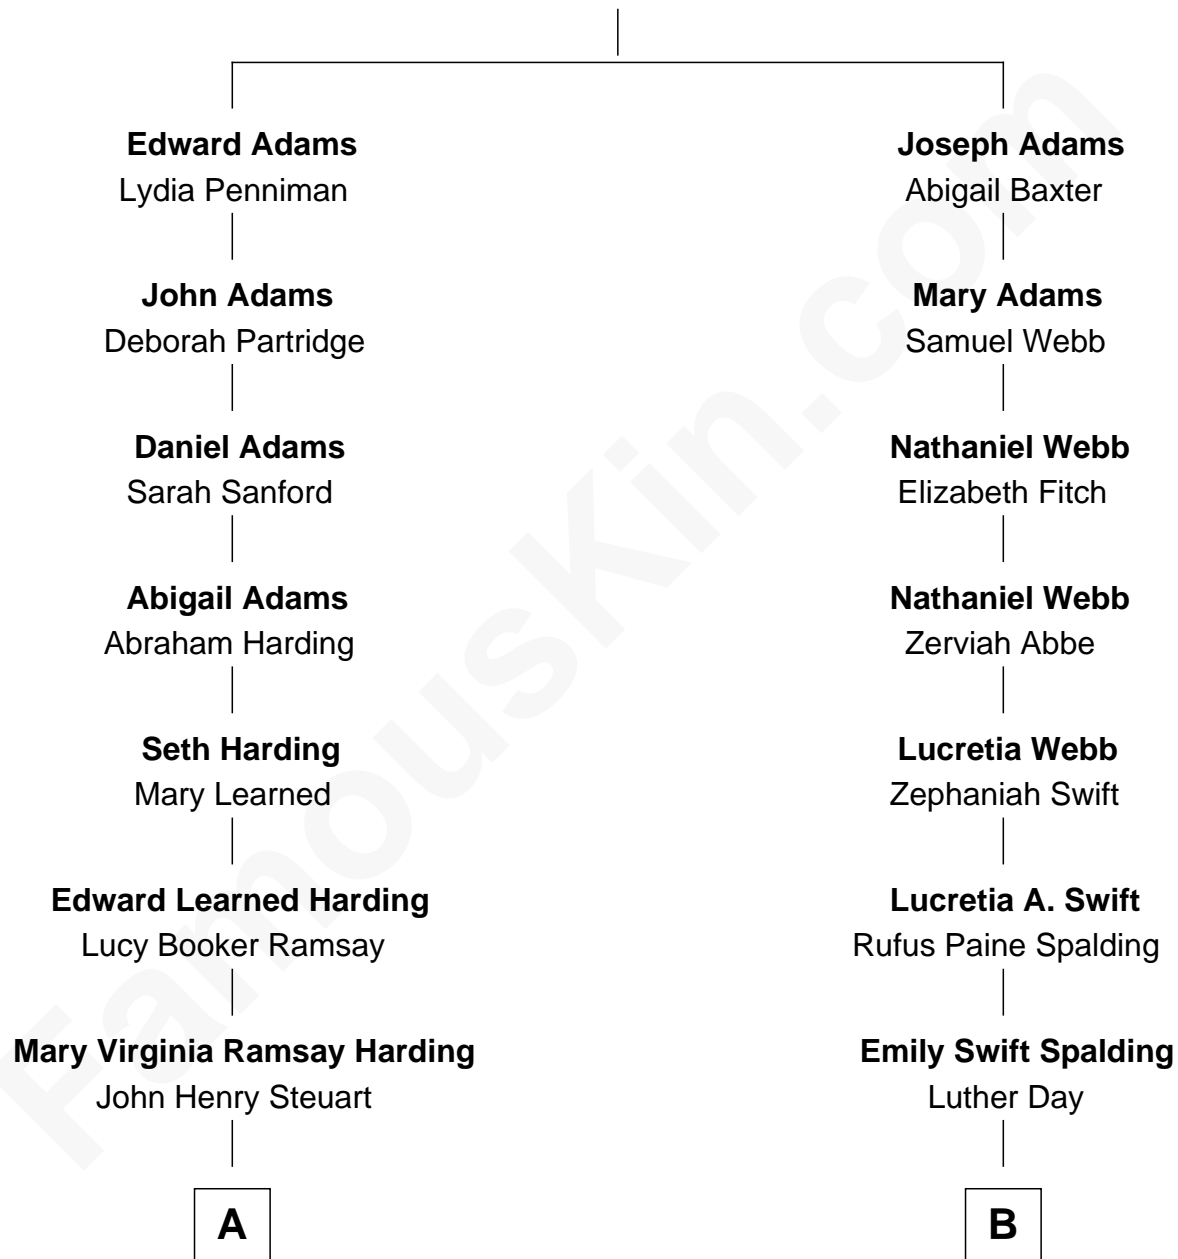 Edward Adams
Lydia Penniman
John Adams
Deborah Partridge
Daniel Adams
Sarah Sanford
Abigail Adams
Abraham Harding
Seth Harding
Mary Learned
Edward Learned Harding
Lucy Booker Ramsay
Mary Virginia Ramsay Harding
John Henry Steuart
A
Joseph Adams
Abigail Baxter
Mary Adams
Samuel Webb
Nathaniel Webb
Elizabeth Fitch
Nathaniel Webb
Zerviah Abbe
Lucretia Webb
Zephaniah Swift
Lucretia A. Swift
Rufus Paine Spalding
Emily Swift Spalding
Luther Day
B
FamousKin.com